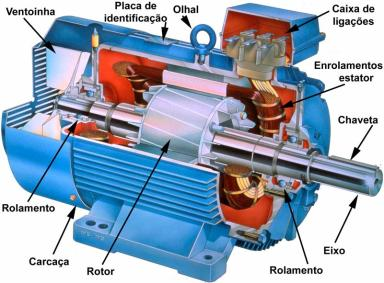 Ventoinha
Placa de
identificação
Olhal
Caixa de
ligações
Enrolamentos
estator
Chaveta
Rolamento
Carcaça
Rotor
Rolamento
Eixo